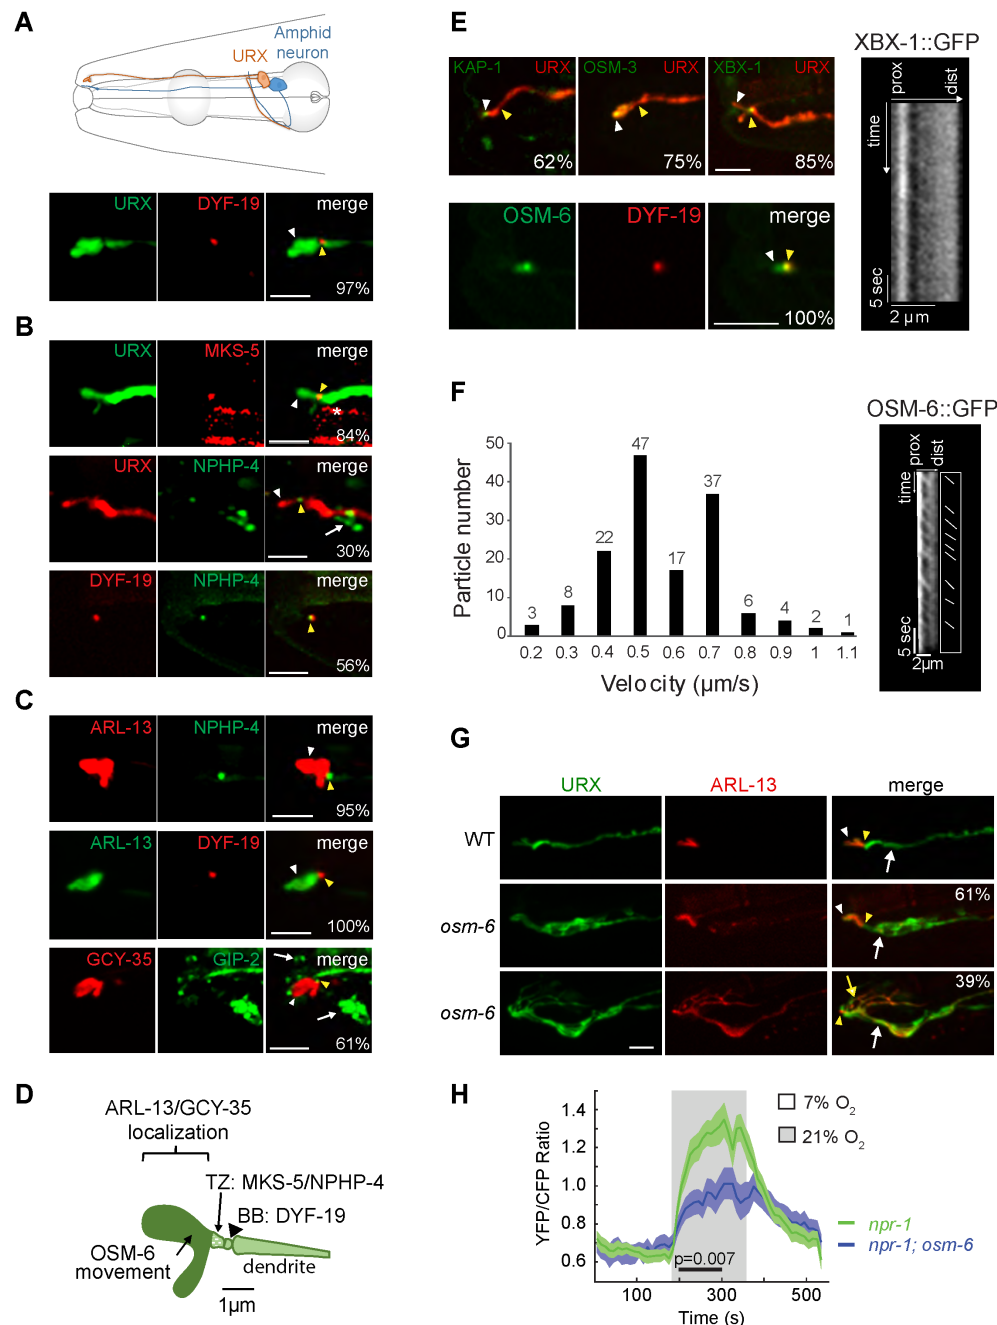 A
Amphid
neuron
URX
URX
DYF-19
merge
97%
B
URX
MKS-5
merge
*
84%
URX
NPHP-4
merge
30%
DYF-19
NPHP-4
merge
56%
C
ARL-13
NPHP-4
merge
95%
ARL-13
DYF-19
merge
100%
GCY-35
GIP-2
merge
61%
D
ARL-13/GCY-35
localization
TZ: MKS-5/NPHP-4
BB: DYF-19
OSM-6
movement
dendrite
1µm
E
KAP-1
URX
62%
OSM-3
URX
75%
XBX-1
URX
85%
OSM-6
DYF-19
merge
100%
XBX-1::GFP
prox
dist
time
5 sec
2 µm
F
Particle number
50
40
30
20
10
0
3
8
22
47
17
37
6
4
2
1
0.2 0.3 0.4 0.5 0.6 0.7 0.8 0.9 1 1.1
Velocity (µm/s)
OSM-6::GFP
prox
dist
time
5 sec
2µm
G
URX
ARL-13
merge
WT
osm-6
61%
osm-6
39%
H
YFP/CFP Ratio
1.4
1.2
1.0
0.8
0.6
7% O2
21% O2
npr-1
npr-1; osm-6
p=0.007
100 300 500
Time (s)